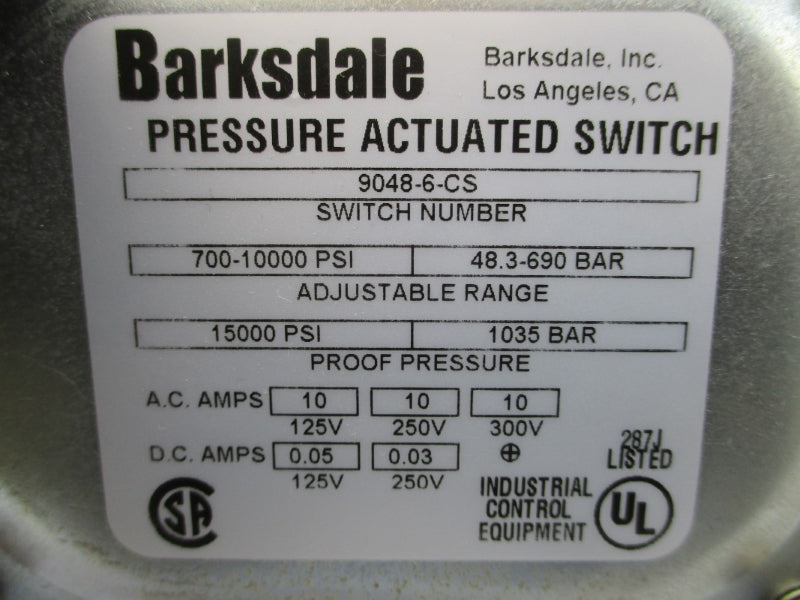 Barksdale
Barksdale, Inc.
Los Angeles, CA
PRESSURE ACTUATED SWITCH
9048-6-CS
SWITCH NUMBER
700-10000 PSI 48.3-690 BAR
ADJUSTABLE RANGE
15000 PSI 1035 BAR
PROOF PRESSURE
A.C. AMPS 10 10 10
125V 250V 300V
D.C. AMPS 0.05 0.03
125V 250V
287J
LISTED
INDUSTRIAL
CONTROL
EQUIPMENT
SA
UL